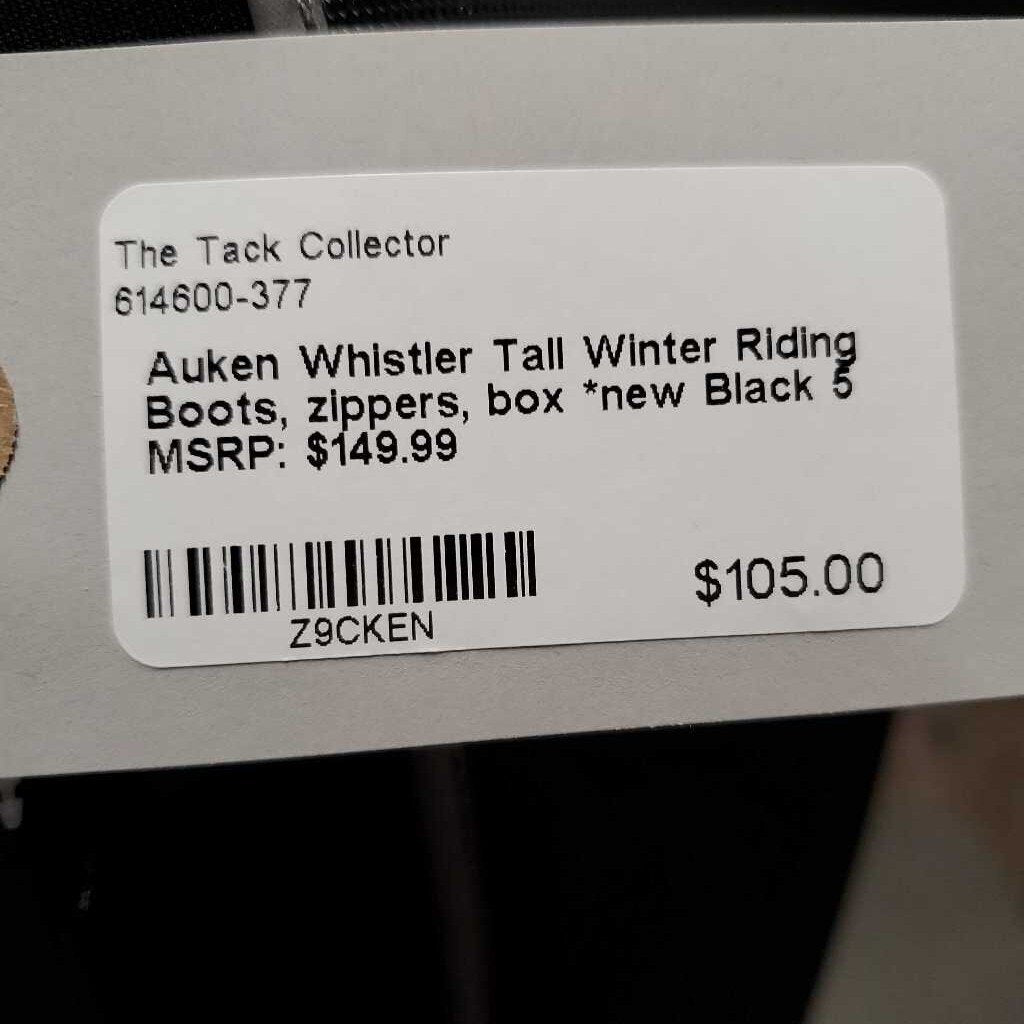 The Tack Collector
614600-377
Auken Whistler Tall Winter Riding
Boots, zippers, box *new Black 5
MSRP: $149.99
$105.00
Z9CKEN